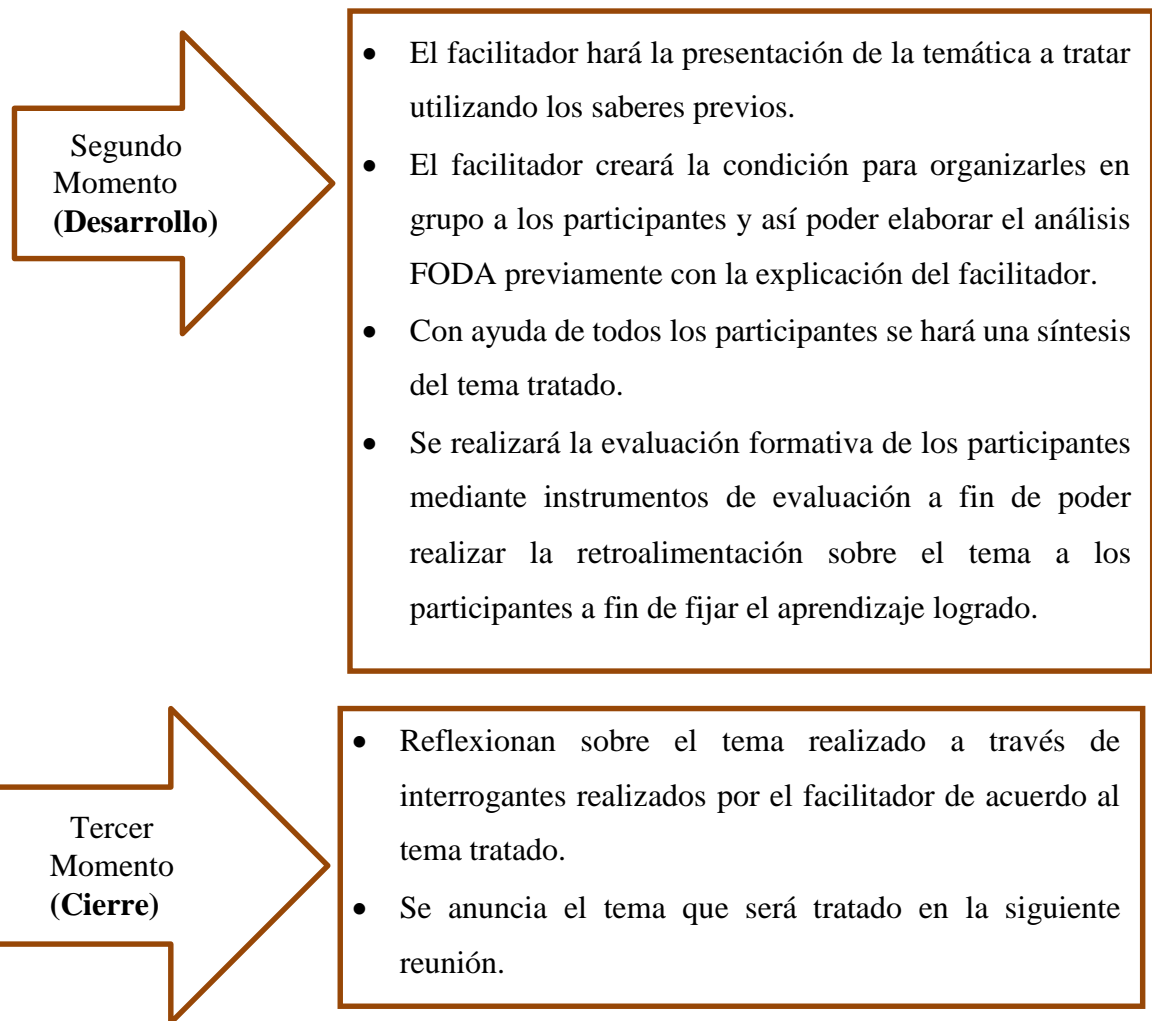 Segundo
Momento
(Desarrollo)
• El facilitador hará la presentación de la temática a tratar
utilizando los saberes previos.
• El facilitador creará la condición para organizarles en
grupo a los participantes y así poder elaborar el análisis
FODA previamente con la explicación del facilitador.
• Con ayuda de todos los participantes se hará una síntesis
del tema tratado.
• Se realizará la evaluación formativa de los participantes
mediante instrumentos de evaluación a fin de poder
realizar la retroalimentación sobre el tema a los
participantes a fin de fijar el aprendizaje logrado.
Tercer
Momento
(Cierre)
• Reflexionan sobre el tema realizado a través de
interrogantes realizados por el facilitador de acuerdo al
tema tratado.
• Se anuncia el tema que será tratado en la siguiente
reunión.